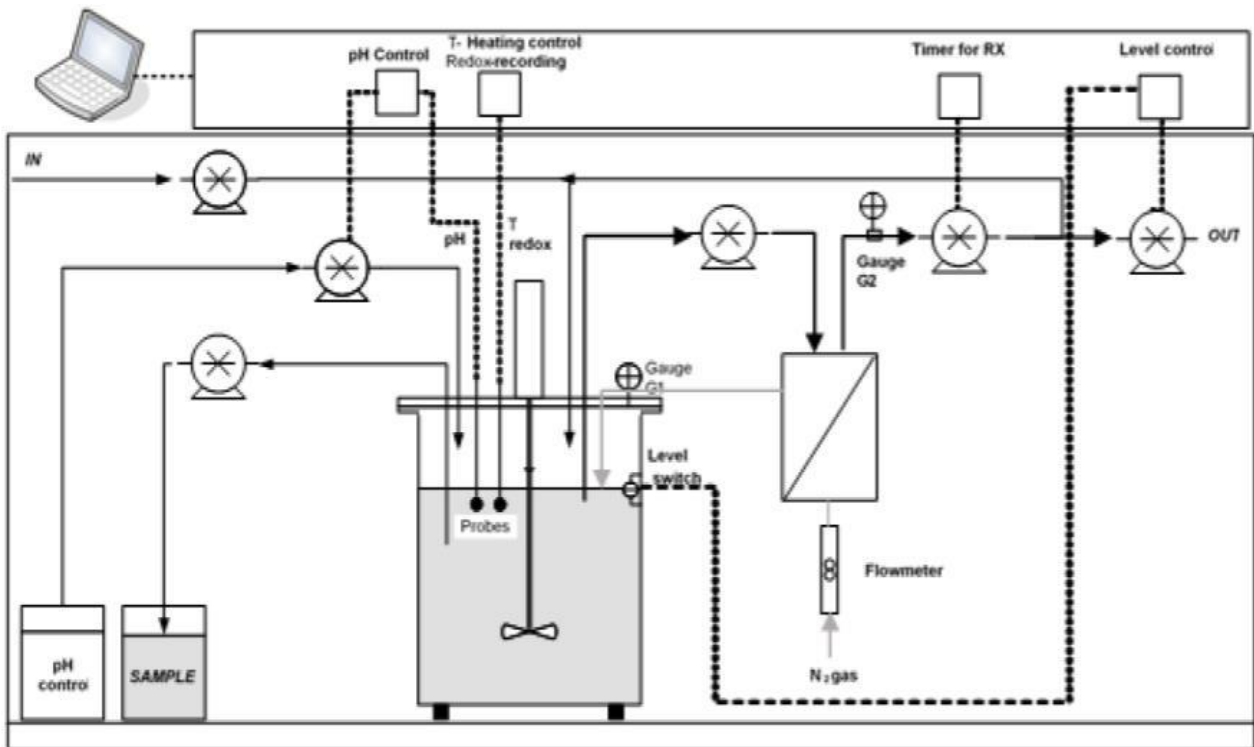 pH Control
T- Heating control
Redox-recording
Timer for RX
Level control
IN
pH
T
redox
Gauge
G2
OUT
Gauge
G1
Level
switch
Probes
Flowmeter
N₂gas
pH
control
SAMPLE